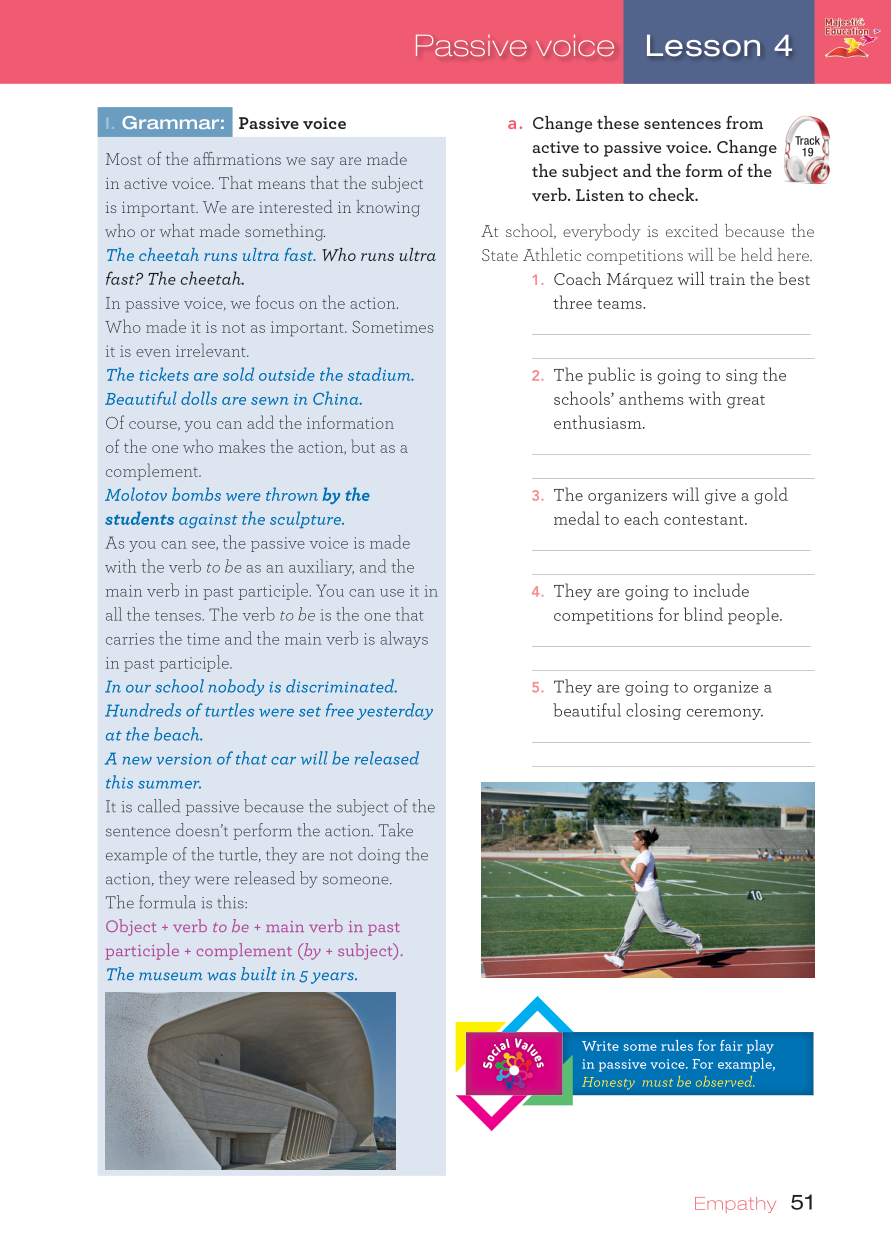 Passive voice Lesson 4
Majestic Education
I. Grammar: Passive voice
Most of the affirmations we say are made
in active voice. That means that the subject
is important. We are interested in knowing
who or what made something.
The cheetah runs ultra fast. Who runs ultra
fast? The cheetah.
In passive voice, we focus on the action.
Who made it is not as important. Sometimes
it is even irrelevant.
The tickets are sold outside the stadium.
Beautiful dolls are sewn in China.
Of course, you can add the information
of the one who makes the action, but as a
complement.
Molotov bombs were thrown by the
students against the sculpture.
As you can see, the passive voice is made
with the verb to be as an auxiliary, and the
main verb in past participle. You can use it in
all the tenses. The verb to be is the one that
carries the time and the main verb is always
in past participle.
In our school nobody is discriminated.
Hundreds of turtles were set free yesterday
at the beach.
A new version of that car will be released
this summer.
It is called passive because the subject of the
sentence doesn't perform the action. Take
example of the turtle, they are not doing the
action, they were released by someone.
The formula is this:
Object + verb to be + main verb in past
participle + complement (by + subject).
The museum was built in 5 years.
a. Change these sentences from
active to passive voice. Change
the subject and the form of the
verb. Listen to check.
Track
19
At school, everybody is excited because the
State Athletic competitions will be held here.
1. Coach Márquez will train the best
three teams.
2. The public is going to sing the
schools' anthems with great
enthusiasm.
3. The organizers will give a gold
medal to each contestant.
4. They are going to include
competitions for blind people.
5. They are going to organize a
beautiful closing ceremony.
10
Social Values
Write some rules for fair play
in passive voice. For example,
Honesty must be observed.
Empathy 51